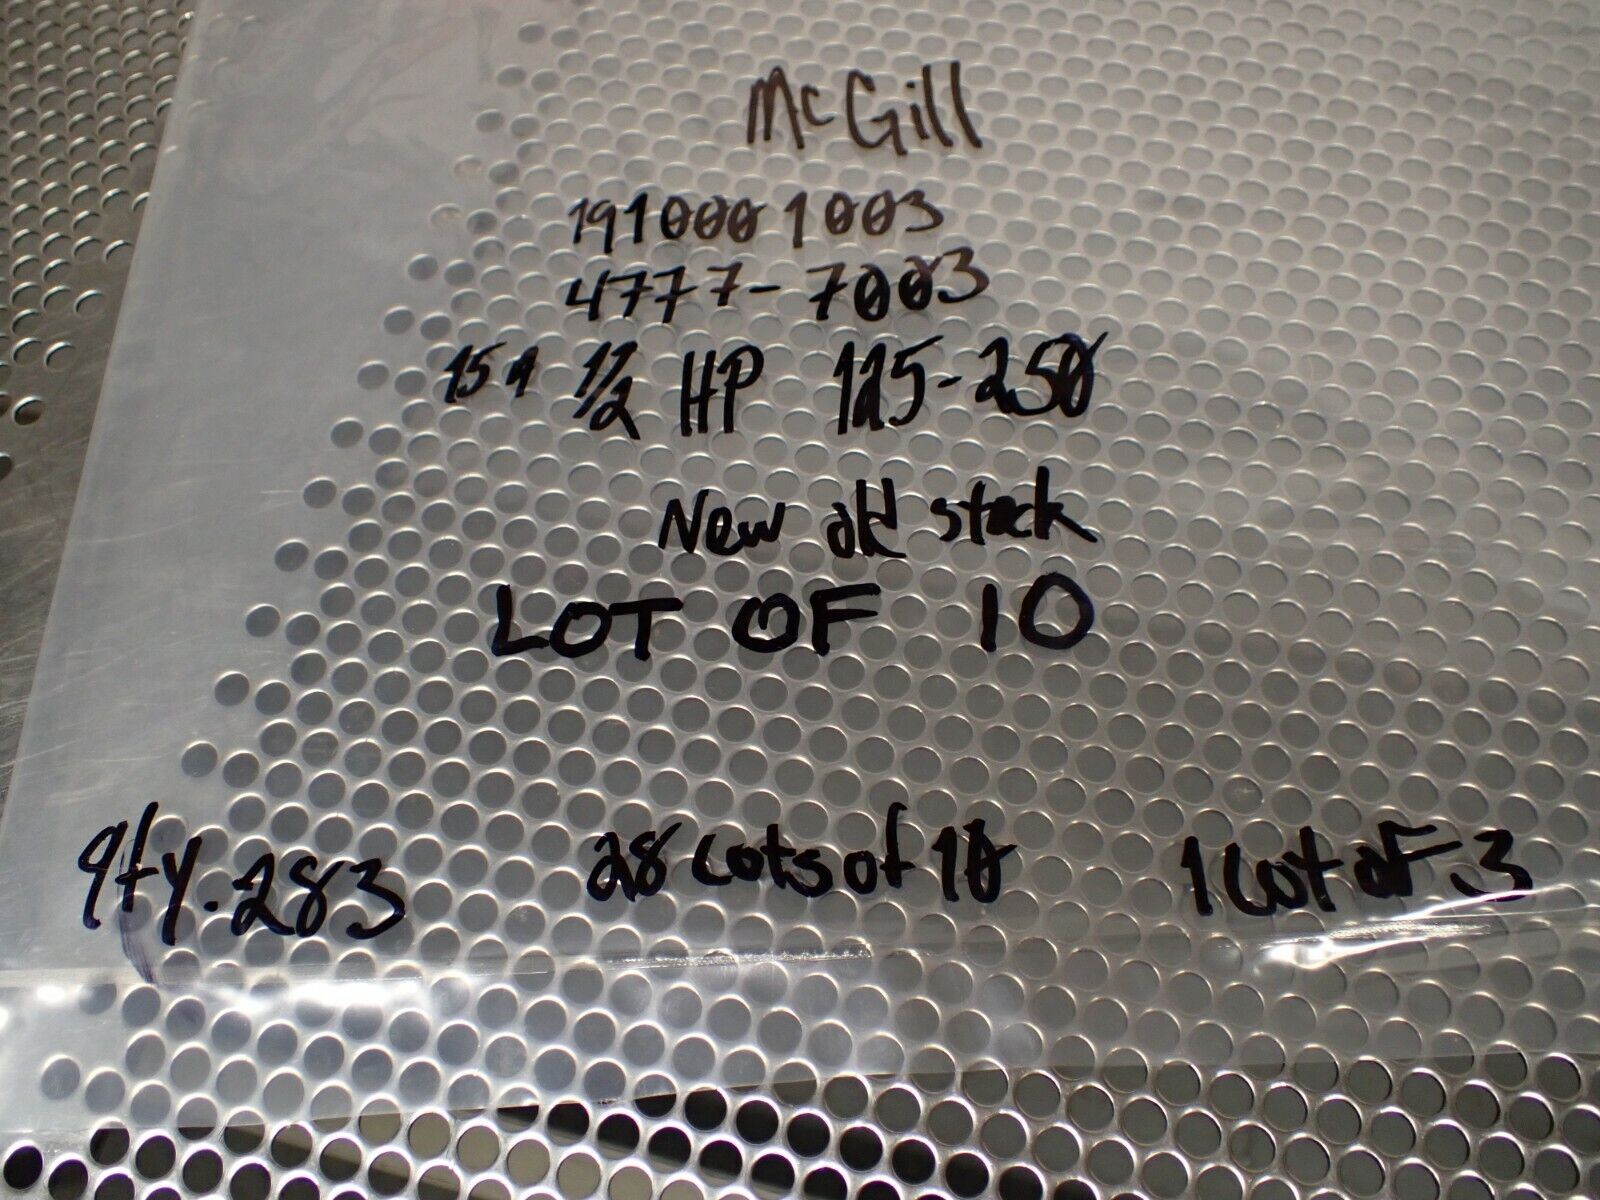 McGill
1910001003
4777-7003
15A 1/2 HP 125-250
New old stock
LOT OF 10
qty. 283 28 Lots of 10 1 Lot of 3